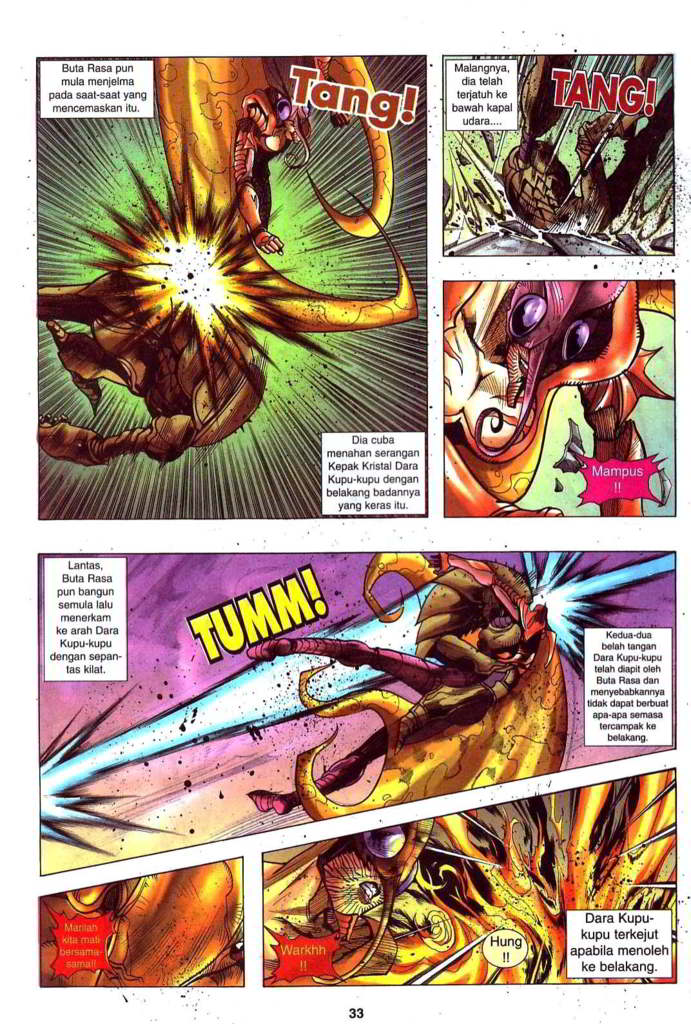 Buta Rasa pun
mula menjelma
pada saat-saat yang
mencemaskan itu.
Tang!
Dia cuba
menahan serangan
Kepak Kristal Dara
Kupu-kupu dengan
belakang badannya
yang keras itu.
Malangnya,
dia telah
terjatuh ke
bawah kapal
udara....
TANG!
Mampus
!!
Lantas,
Buta Rasa
pun bangun
semula lalu
menerkam
ke arah Dara
Kupu-kupu
dengan sepan-
tas kilat.
TUMM!
Kedua-dua
belah tangan
Dara Kupu-kupu
telah diapit oleh
Buta Rasa dan
menyebabkannya
tidak dapat berbuat
apa-apa semasa
tercampak ke
belakang.
Marilah
kita mati
bersama-
sama!!
Warkhh
!!
Hung
!!
Dara Kupu-
kupu terkejut
apabila menoleh
ke belakang.
33